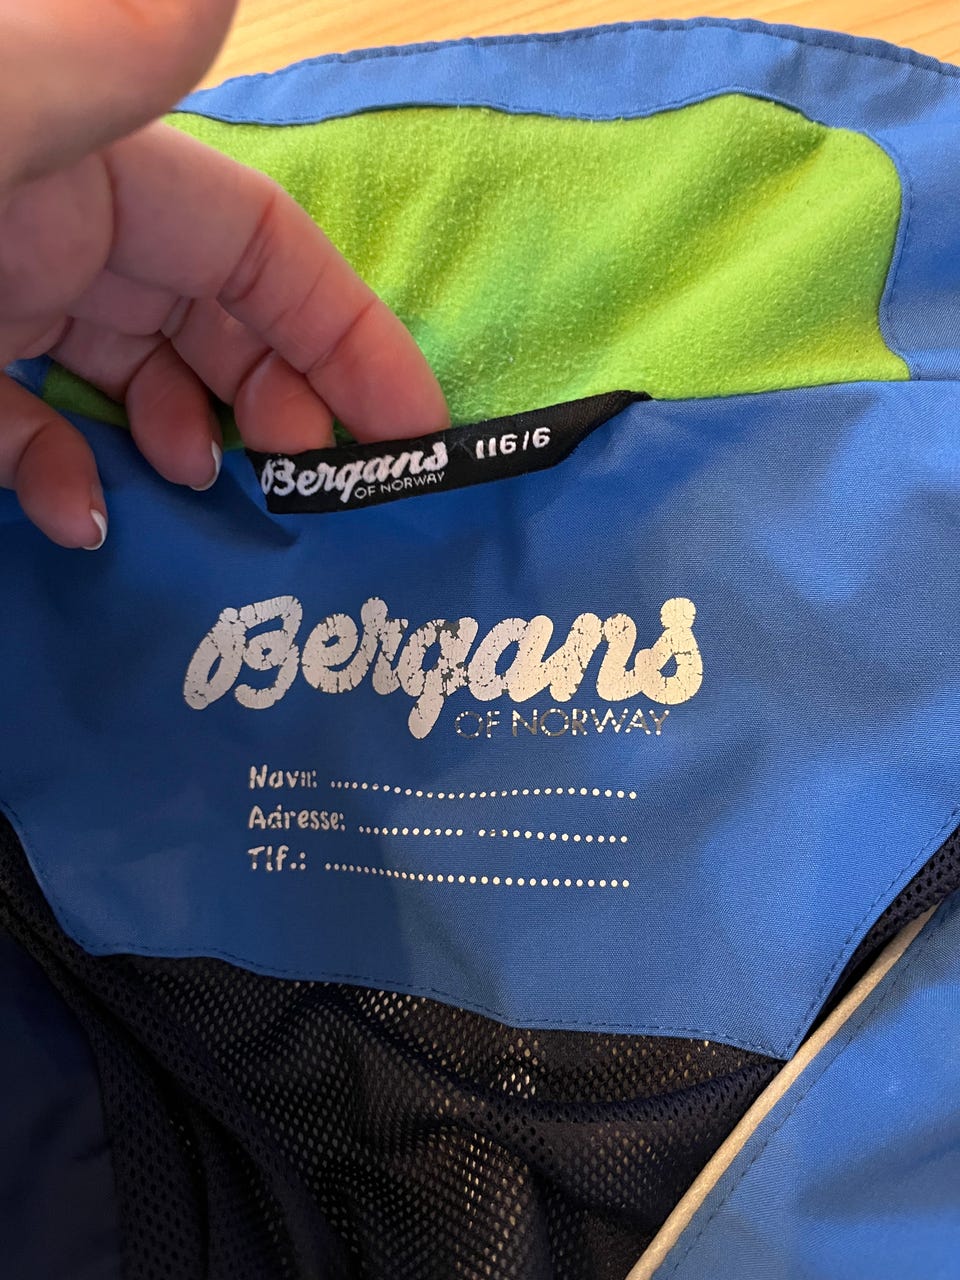 Bergans 116/6
OF NORWAY
Bergans
OF NORWAY
Navn: ........................................
Adresse: ........................................
Tlf.: ........................................